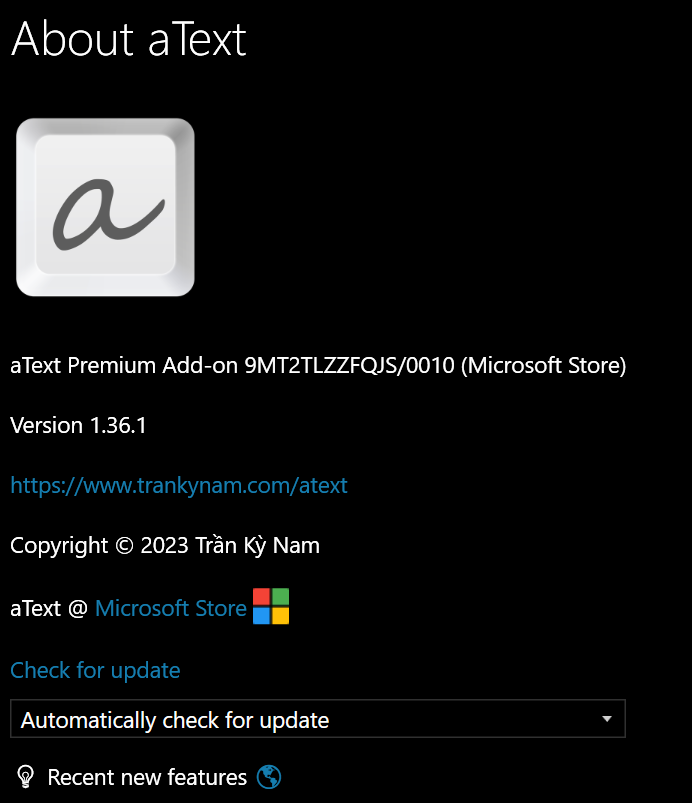 About aText
a
aText Premium Add-on 9MT2TLZZFQJS/0010 (Microsoft Store)
Version 1.36.1
https://www.trankynam.com/atext
Copyright © 2023 Trần Kỳ Nam
aText @ Microsoft Store
Check for update
Automatically check for update
Recent new features